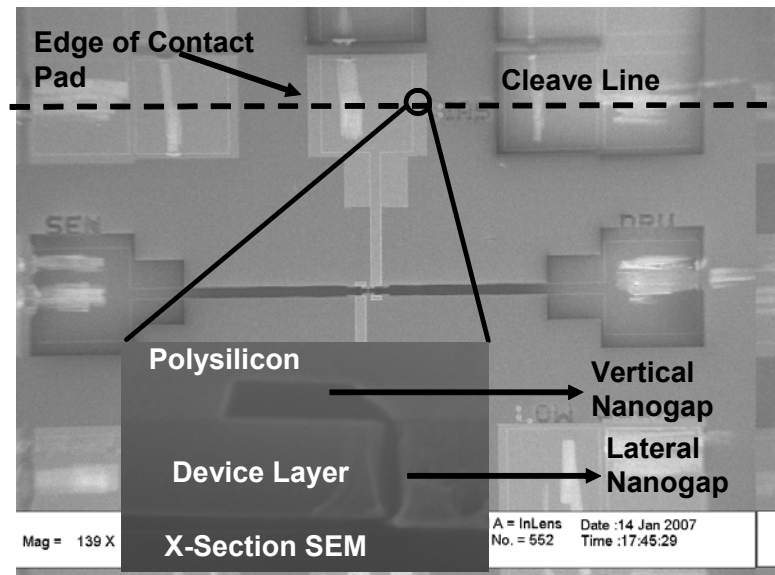 Edge of Contact
Pad
Cleave Line
SEN
DRV
Polysilicon
Vertical
Nanogap
Device Layer
Lateral
Nanogap
X-Section SEM
Mag = 139 X
A = InLens
No. = 552
Date :14 Jan 2007
Time :17:45:29